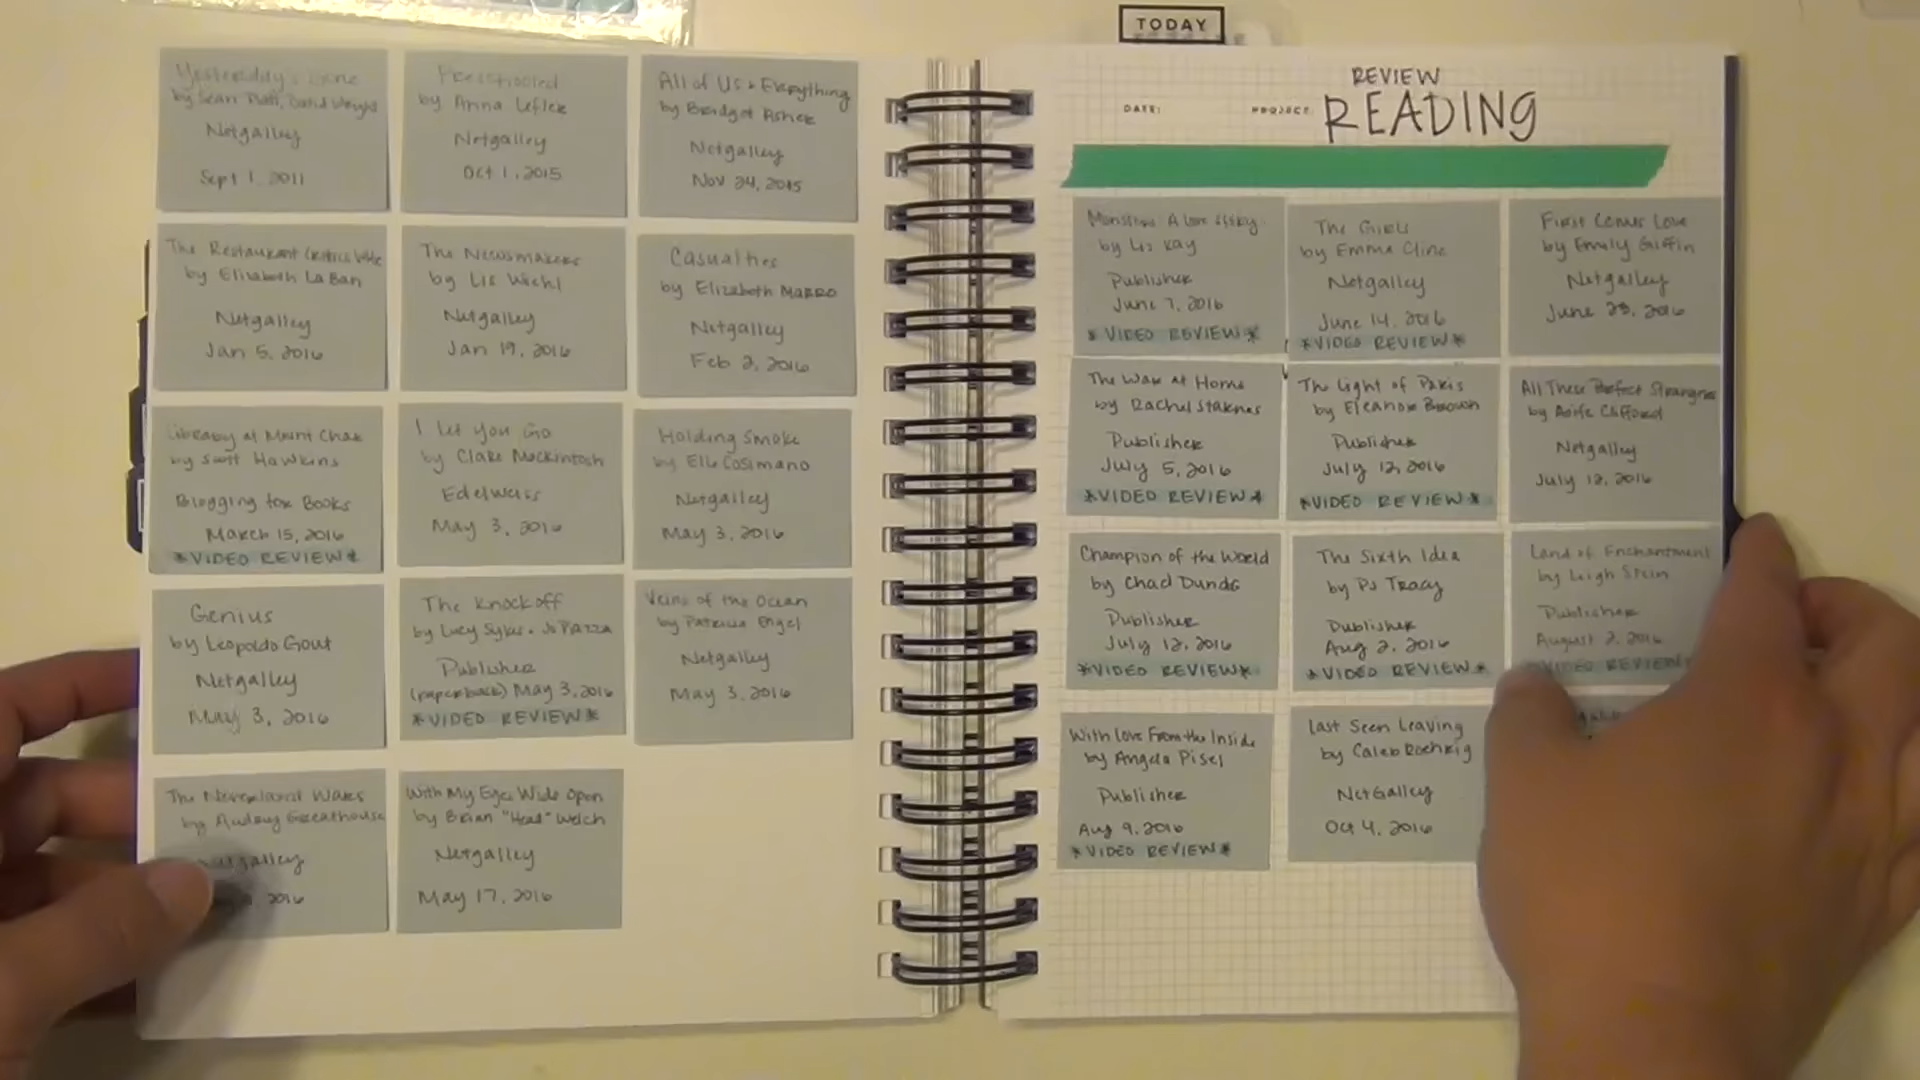 Yesterday's Gone
by Sean Platt, David Wright
Netgalley
Sept 1, 2011
Preschooled
by Anna Lefler
Netgalley
Oct 1, 2015
All of Us & Everything
by Bridget Asher
Netgalley
Nov 24, 2015
The Restaurant Critics Wife
by Elizabeth LaBan
Netgalley
Jan 5, 2016
The Newsmakers
by Lis Wiehl
Netgalley
Jan 19, 2016
Casualties
by Elizabeth Marro
Netgalley
Feb 2, 2016
Library at Mount Char
by Scott Hawkins
Blogging for Books
March 15, 2016
*VIDEO REVIEW*
I Let You Go
by Clare Mackintosh
Edelweiss
May 3, 2016
Holding Smoke
by Elle Cosimano
Netgalley
May 3, 2016
Genius
by Leopoldo Gout
Netgalley
May 3, 2016
The Knockoff
by Lucy Sykes + Jo Piazza
Publisher
(paperback) May 3, 2016
*VIDEO REVIEW*
Veins of the Ocean
by Patricia Engel
Netgalley
May 3, 2016
The Neverland Wars
by Audrey Greathouse
Netgalley
2016
With My Eyes Wide Open
by Brian "Head" Welch
Netgalley
May 17, 2016
TODAY
REVIEW
DATE:
PROJECT:
READING
Monsters: A Love Story
by Liz Kay
Publisher
June 7, 2016
*VIDEO REVIEW*
The Girls
by Emma Cline
Netgalley
June 14, 2016
*VIDEO REVIEW*
First Comes Love
by Emily Giffin
Netgalley
June 28, 2016
The War at Home
by Rachel Starnes
Publisher
July 5, 2016
*VIDEO REVIEW*
The Light of Paris
by Eleanor Brown
Publisher
July 12, 2016
*VIDEO REVIEW*
All These Perfect Strangers
by Aoife Clifford
Netgalley
July 12, 2016
Champion of the World
by Chad Dundas
Publisher
July 12, 2016
*VIDEO REVIEW*
The Sixth Idea
by PJ Tracy
Publisher
Aug 2, 2016
*VIDEO REVIEW*
Land of Enchantment
by Leigh Stein
Publisher
August 2, 2016
*VIDEO REVIEW*
With Love From the Inside
by Angela Pisel
Publisher
Aug 9, 2016
*VIDEO REVIEW*
Last Seen Leaving
by Caleb Roehrig
NetGalley
Oct 4, 2016